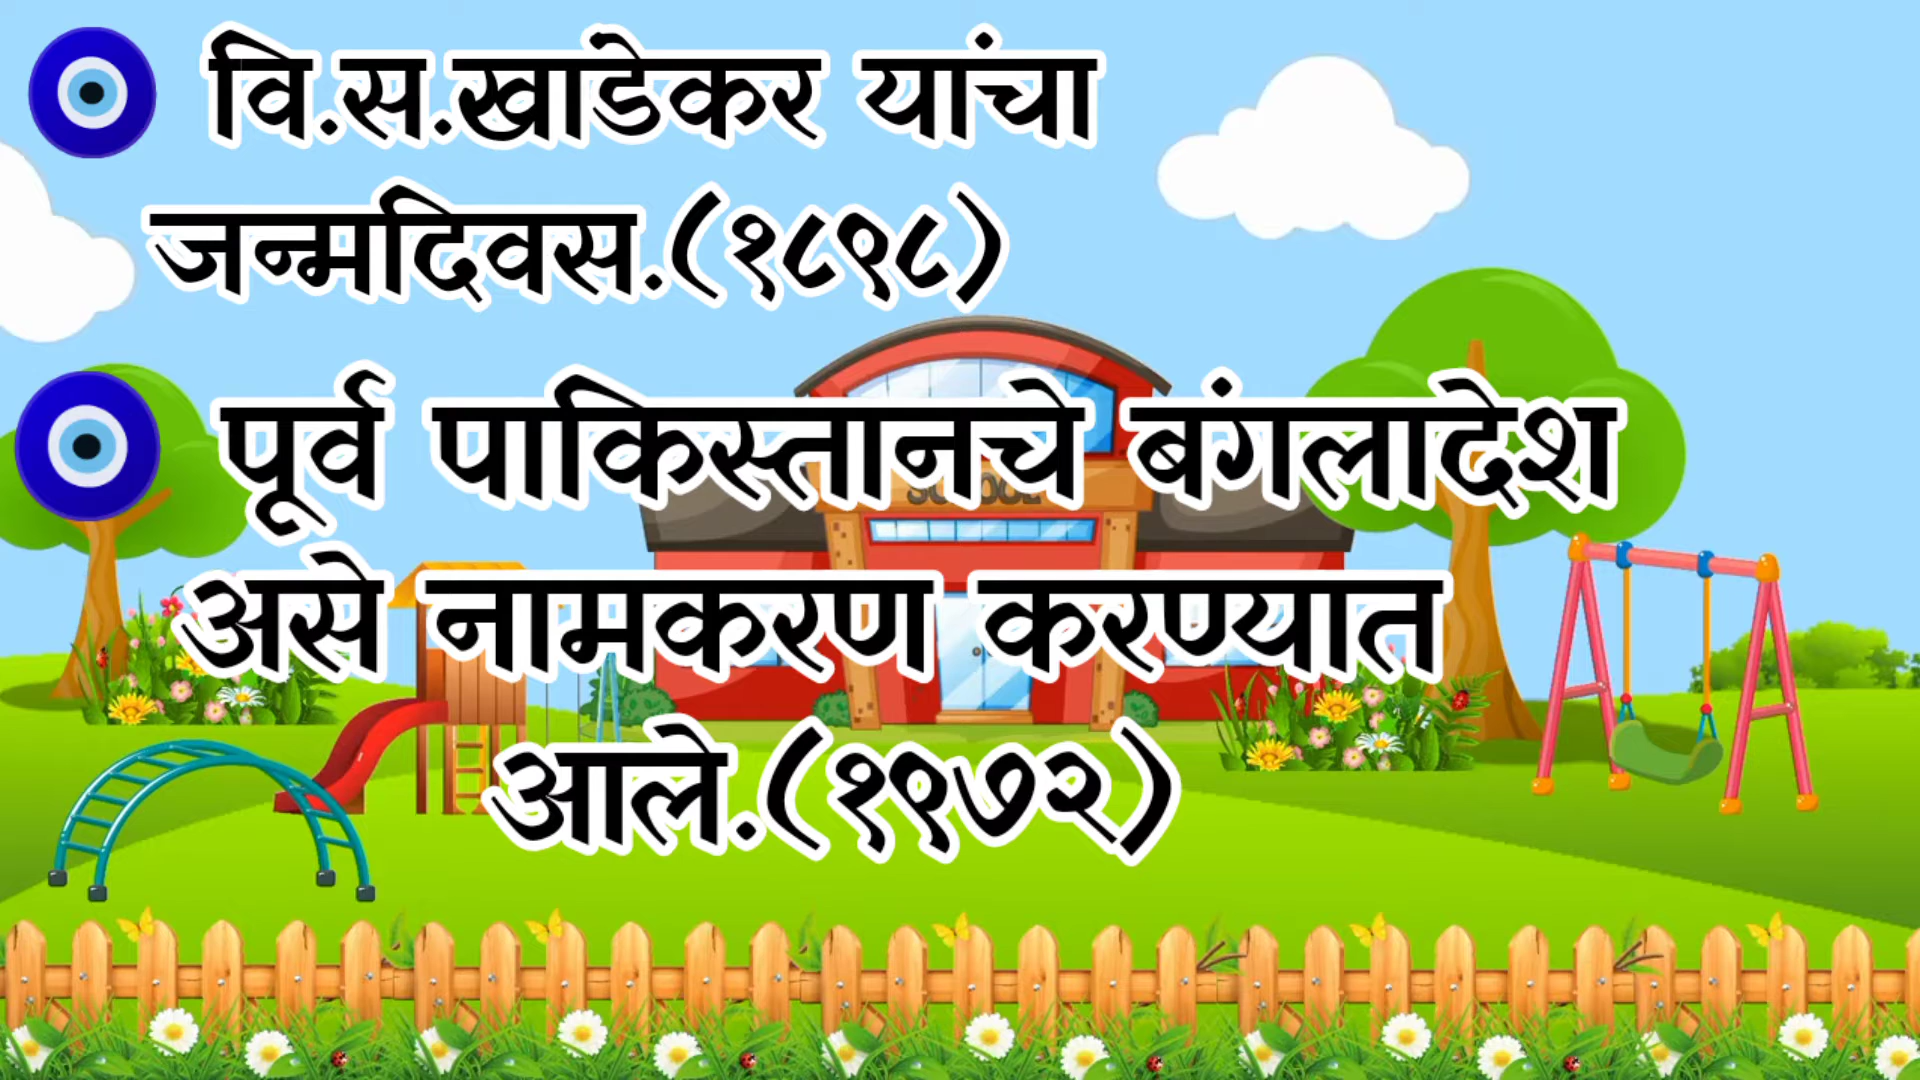 वि.स.खांडेकर यांचा
जन्मदिवस.(१८९८)
पूर्व पाकिस्तानचे बंगलादेश
असे नामकरण करण्यात
आले.(१९७२)